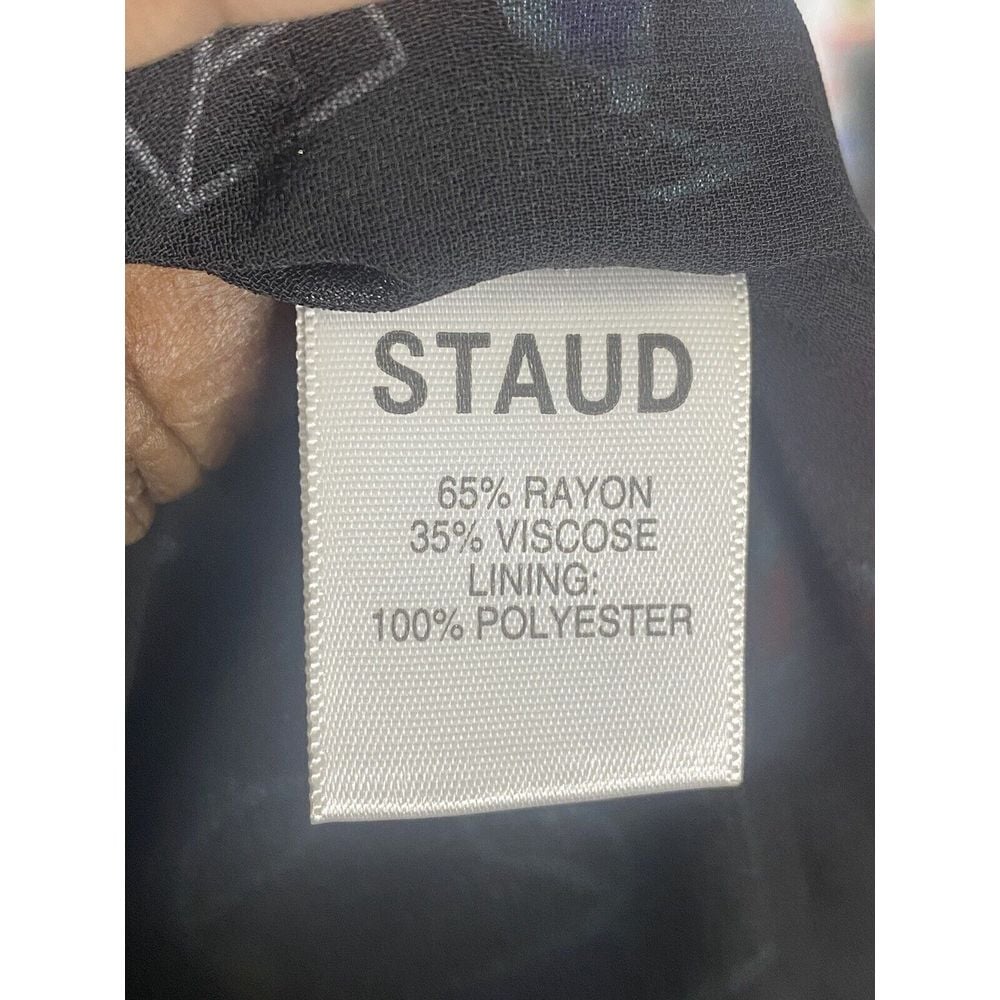 STAUD
65% RAYON
35% VISCOSE
LINING:
100% POLYESTER